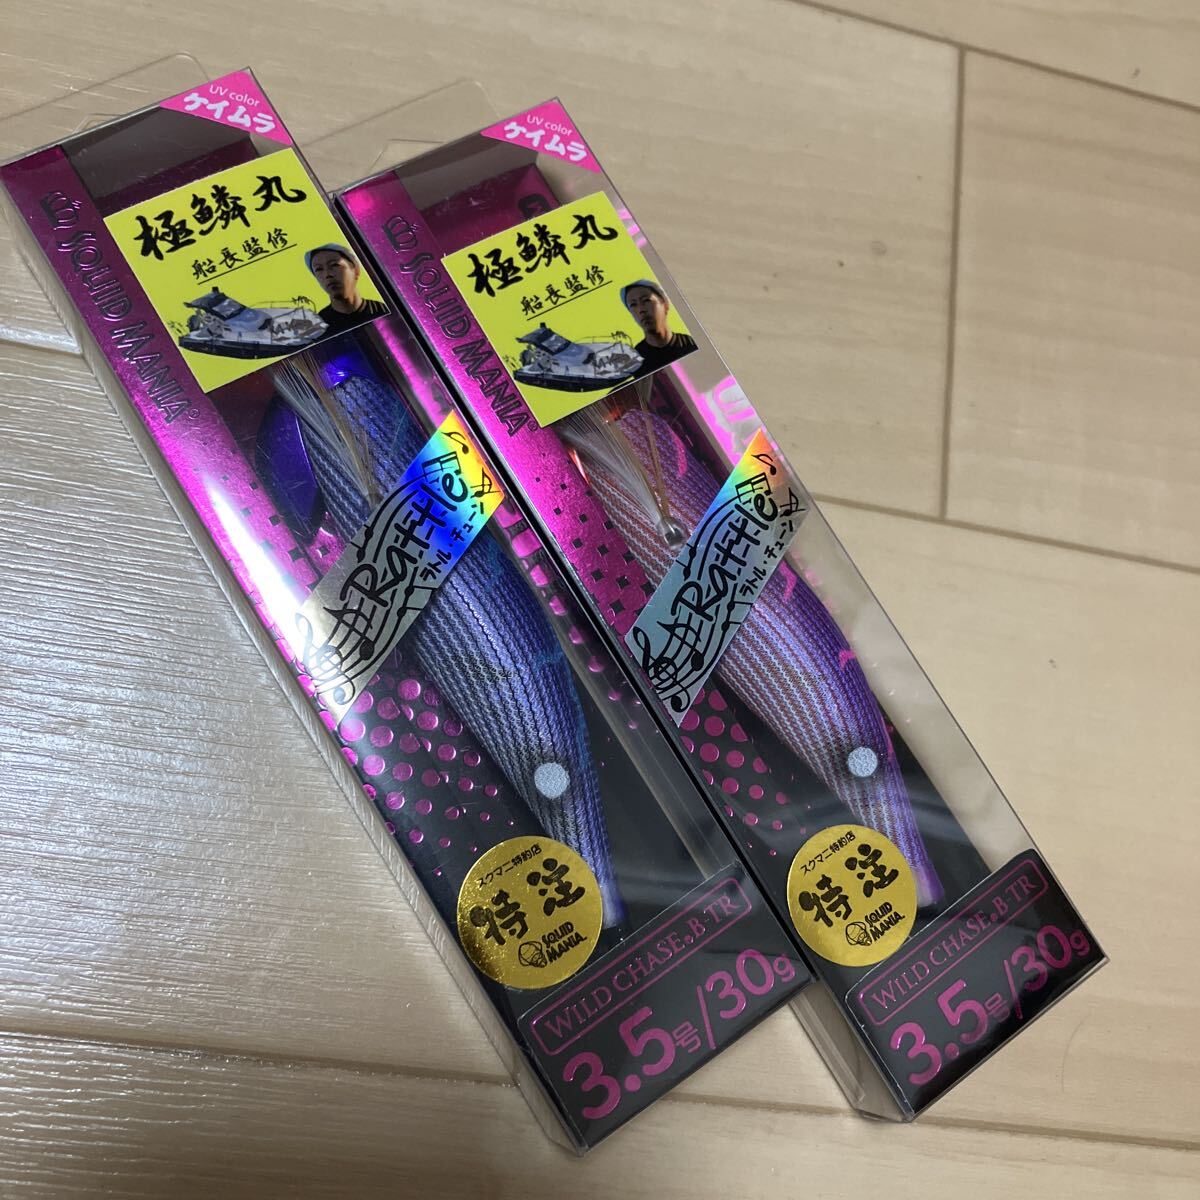 UV color
ケイムラ
極鱗丸
船長監修
SQUID MANIA®
Rattle
ラトル・チューン
スクマニ特約店
特注
SQUID
MANIA
WILD CHASE® B-TR
3.5号/30g
UV color
ケイムラ
極鱗丸
船長監修
SQUID MANIA®
Rattle
ラトル・チューン
スクマニ特約店
特注
SQUID
MANIA
WILD CHASE® B-TR
3.5号/30g